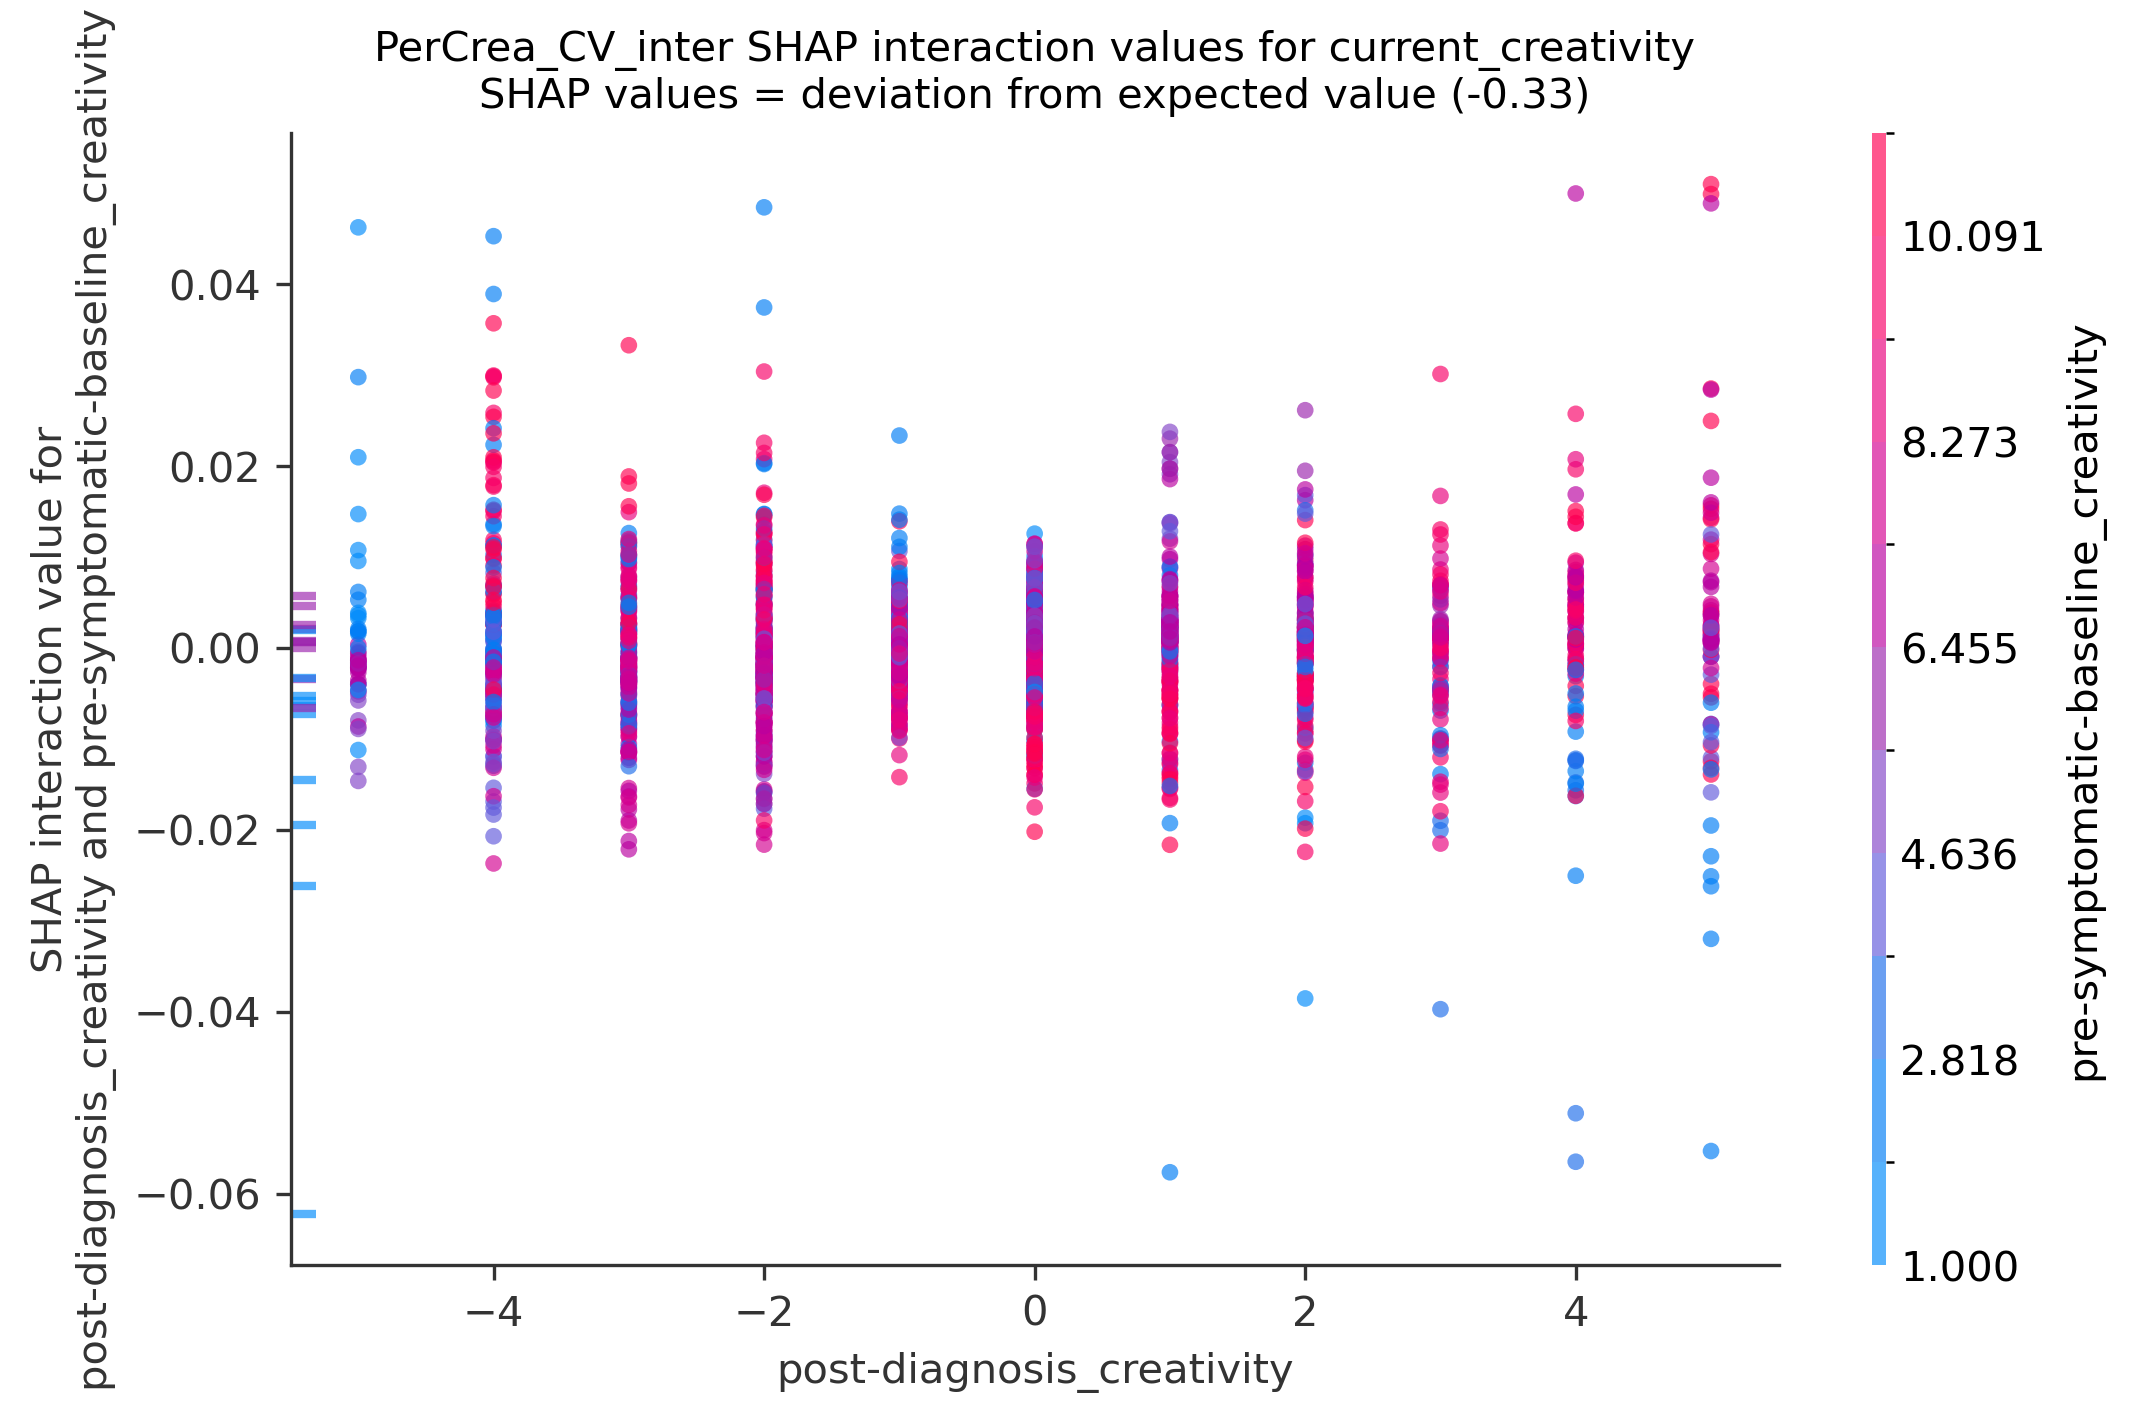 PerCrea_CV_inter SHAP interaction values for current_creativity
SHAP values = deviation from expected value (-0.33)
SHAP interaction value for
post-diagnosis_creativity and pre-symptomatic-baseline_creativity
0.04
0.02
0.00
−0.02
−0.04
−0.06
−4
−2
0
2
4
post-diagnosis_creativity
10.091
8.273
6.455
4.636
2.818
1.000
pre-symptomatic-baseline_creativity